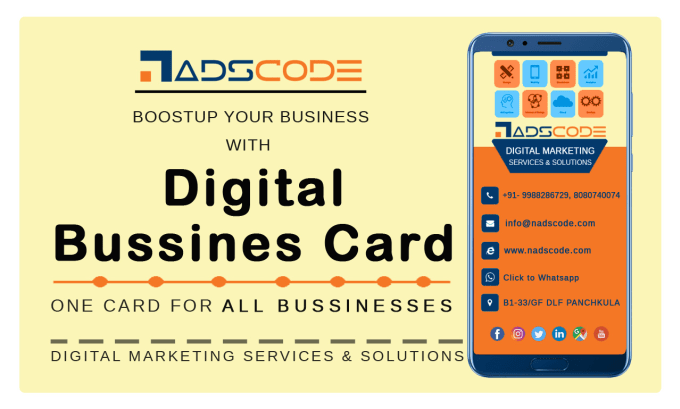 NADSCODE
BOOSTUP YOUR BUSINESS
WITH
Digital
Bussines Card
ONE CARD FOR ALL BUSSINESSES
DIGITAL MARKETING SERVICES & SOLUTIONS
NADSCODE
DIGITAL MARKETING
SERVICES & SOLUTIONS
+91- 9988286729, 8080740074
info@nadscode.com
www.nadscode.com
Click to Whatsapp
B1-33/GF DLF PANCHKULA